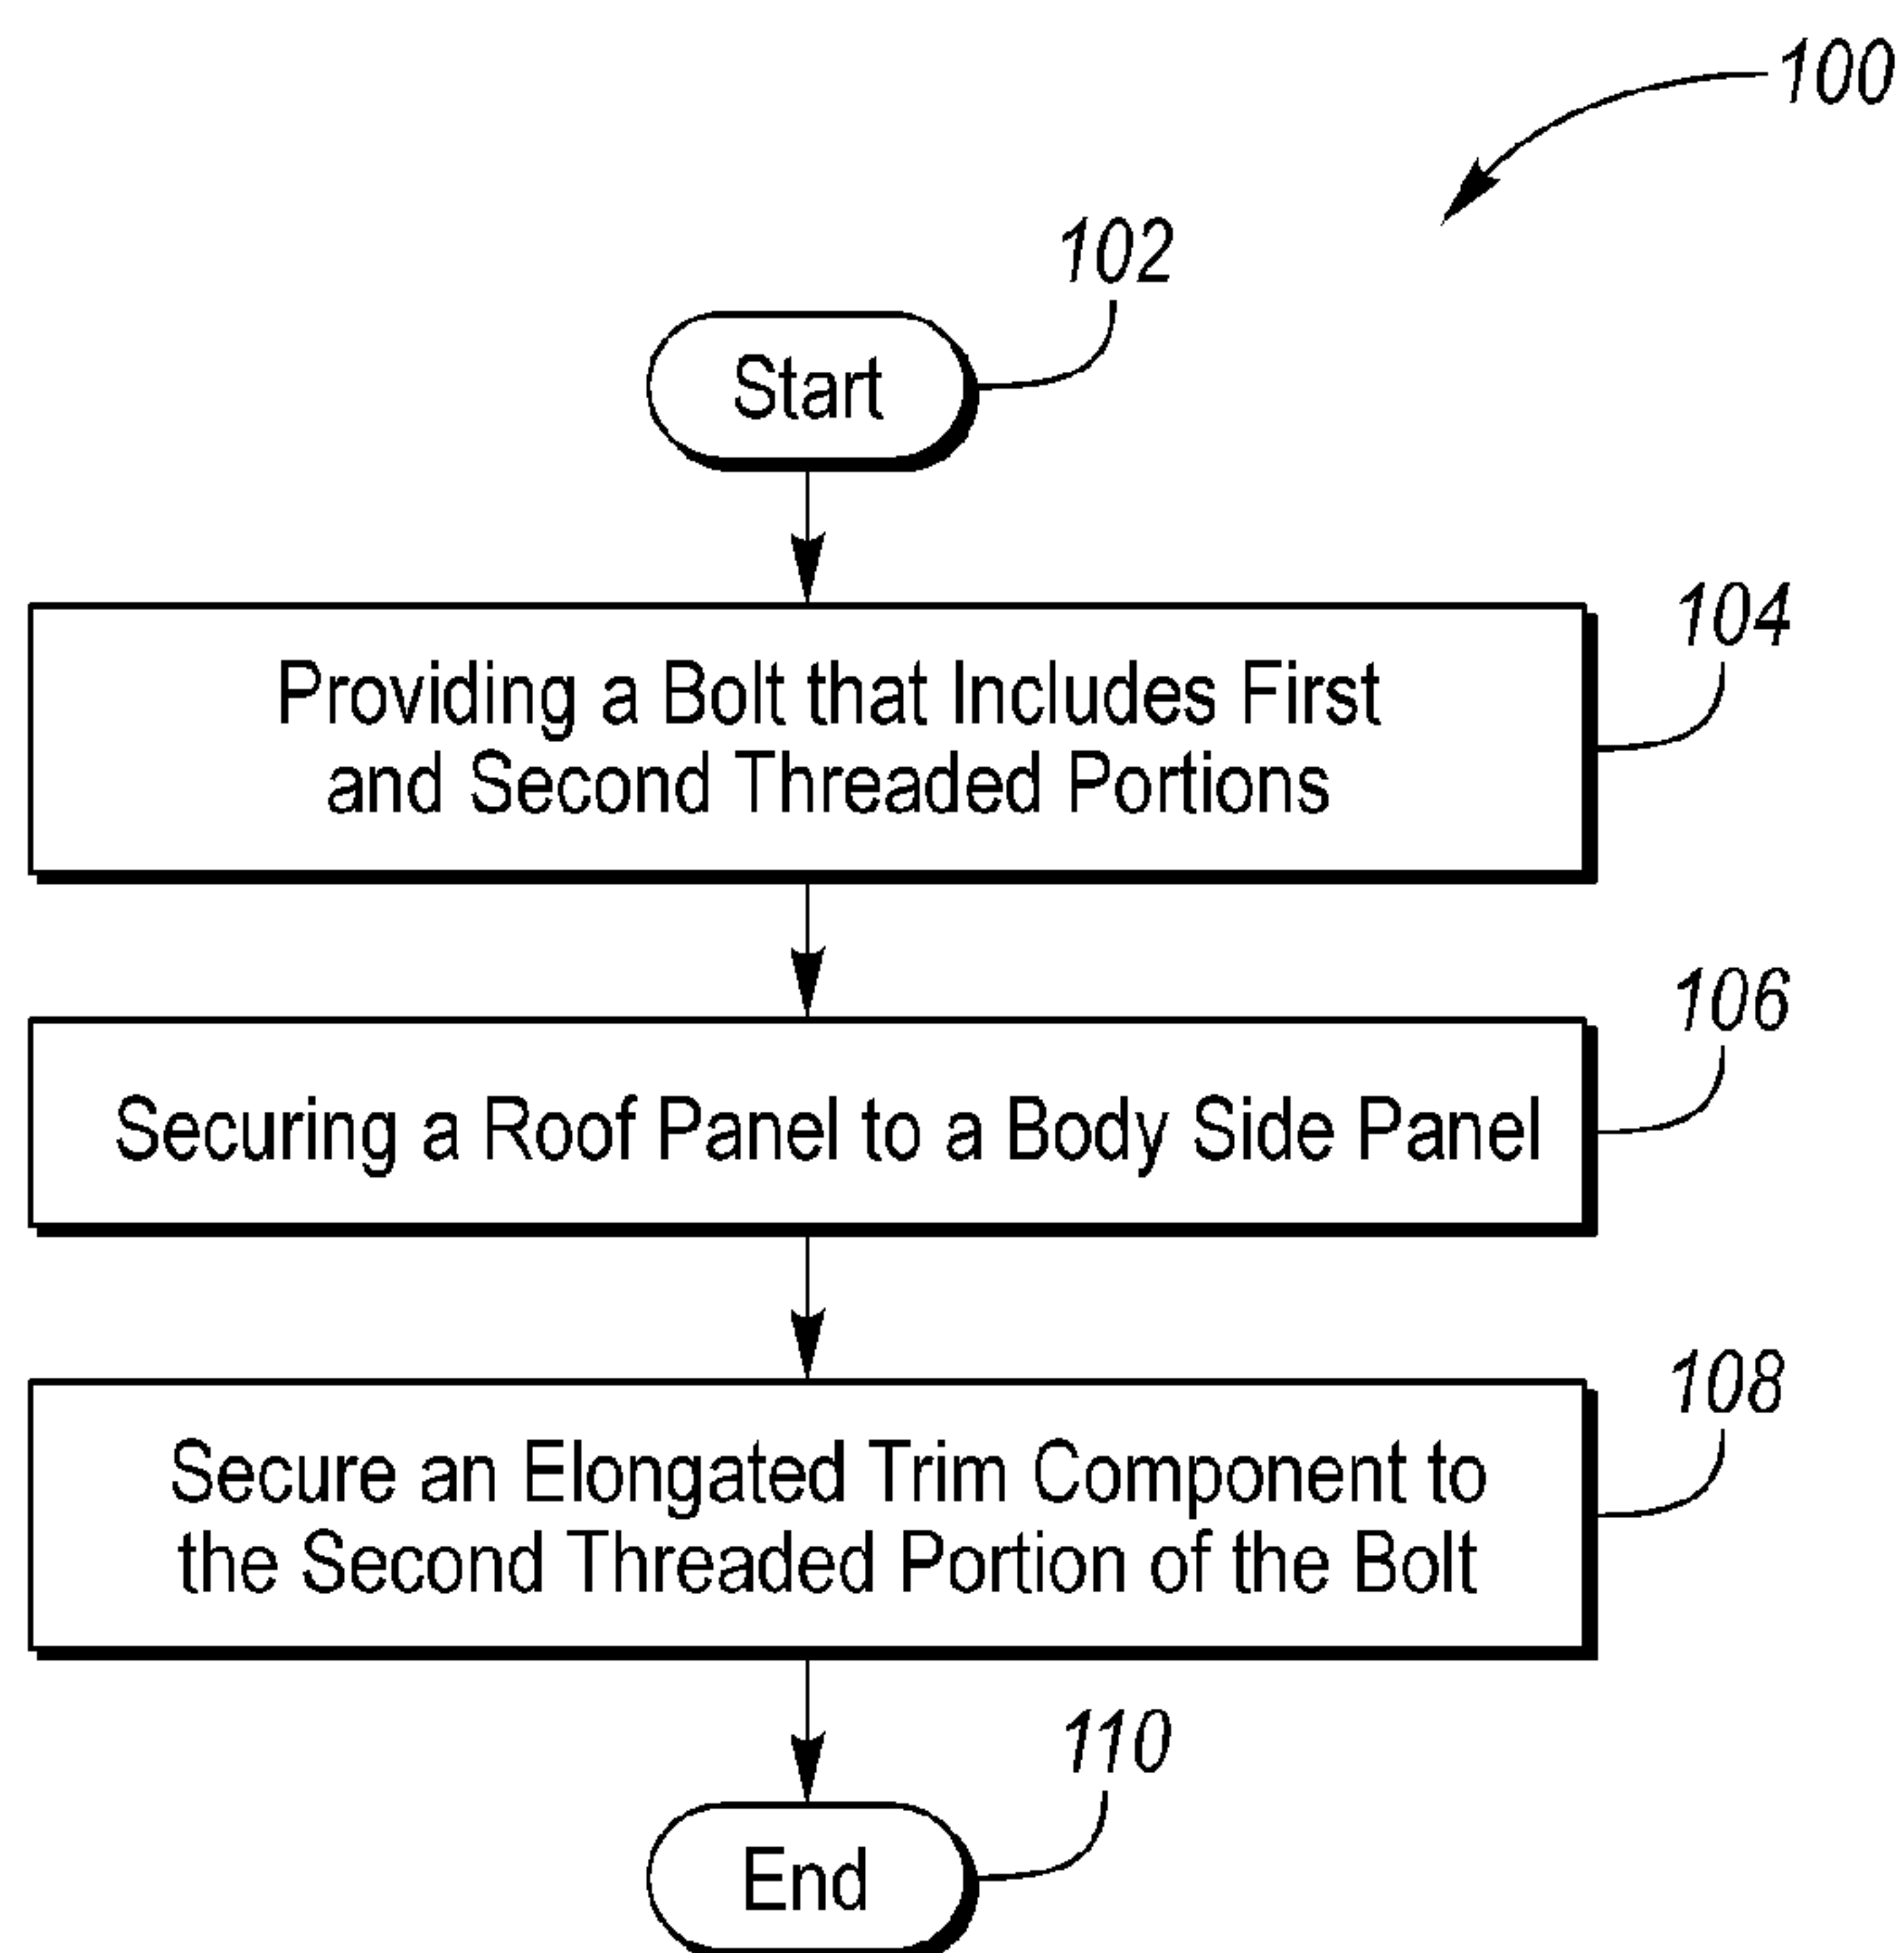 100
102
Start
104
Providing a Bolt that Includes First
and Second Threaded Portions
106
Securing a Roof Panel to a Body Side Panel
108
Secure an Elongated Trim Component to
the Second Threaded Portion of the Bolt
110
End